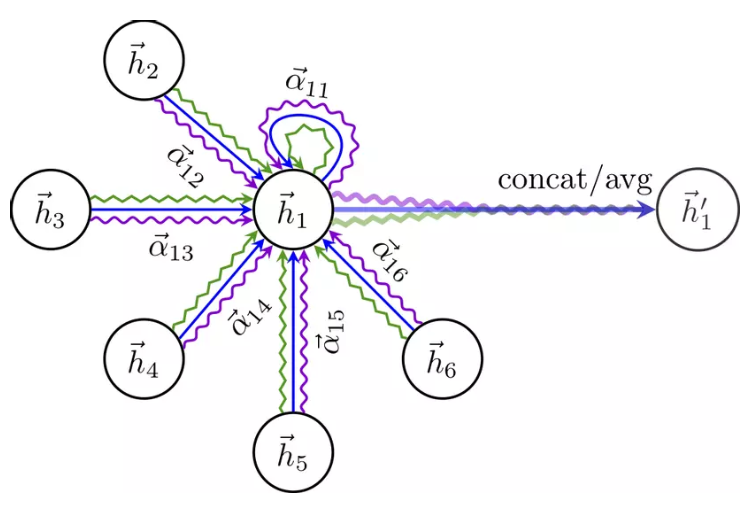 h⃗₂
α⃗₁₁
α⃗₁₂
h⃗₃
h⃗₁
concat/avg
h⃗′₁
α⃗₁₃
α⃗₁₆
α⃗₁₄
α⃗₁₅
h⃗₄
h⃗₆
h⃗₅